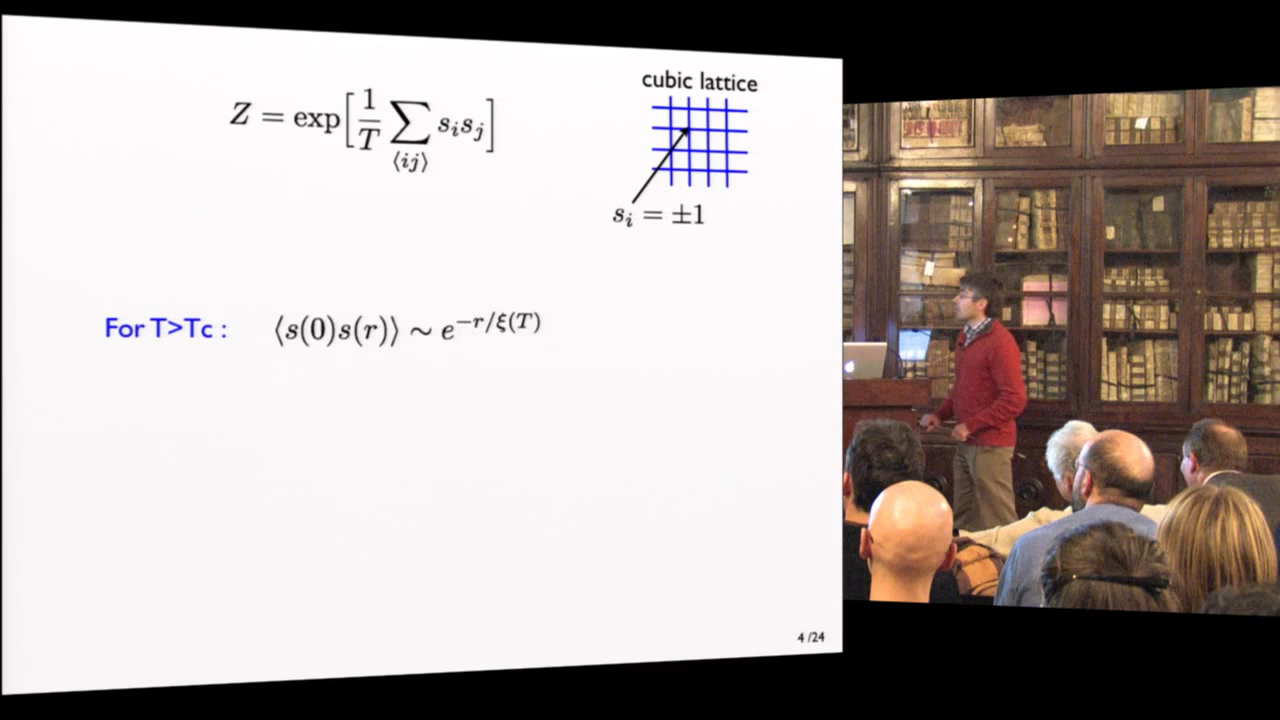 cubic lattice
Z = exp[ 1/T ∑_{⟨ij⟩} s_i s_j ]
s_i = ±1
For T>Tc : ⟨s(0)s(r)⟩ ∼ e^{−r/ξ(T)}
4 /24